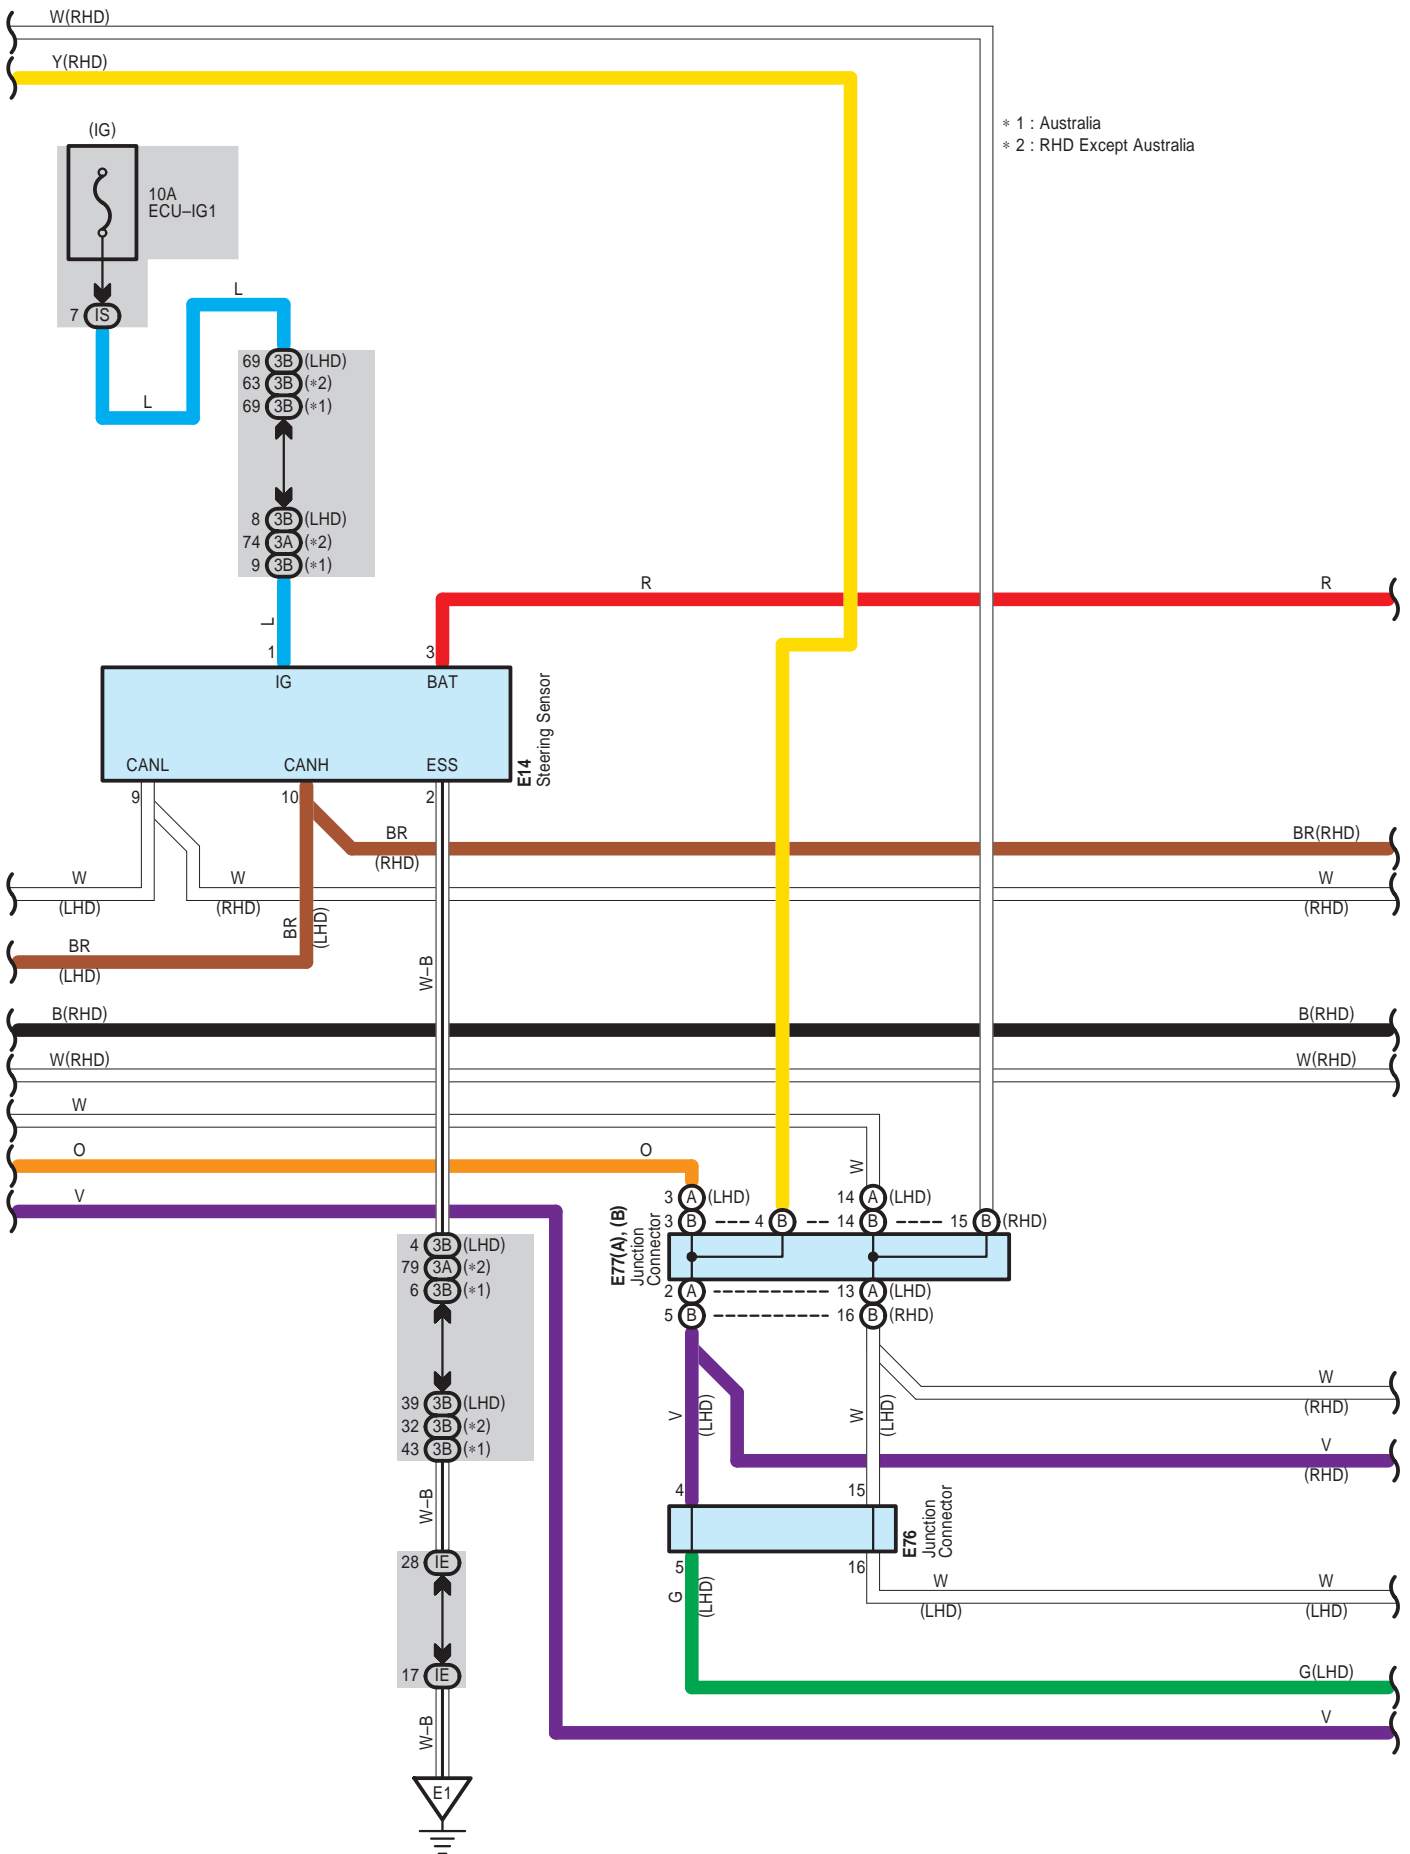 W(RHD)
Y(RHD)
∗ 1 : Australia
∗ 2 : RHD Except Australia
(IG)
10A
ECU–IG1
7 IS
L
L
69 3B (LHD)
63 3B (∗2)
69 3B (∗1)
8 3B (LHD)
74 3A (∗2)
9 3B (∗1)
L
R
R
1
3
IG
BAT
CANL
CANH
ESS
E14
Steering Sensor
9
10
2
BR
(RHD)
BR(RHD)
W
(LHD)
W
(RHD)
W
(RHD)
BR
(LHD)
BR
(LHD)
W–B
B(RHD)
B(RHD)
W(RHD)
W(RHD)
W
O
O
W
V
3 A (LHD)
14 A (LHD)
3 B
4 B
14 B
15 B (RHD)
E77(A), (B)
Junction
Connector
2 A
13 A (LHD)
5 B
16 B (RHD)
4 3B (LHD)
79 3A (∗2)
6 3B (∗1)
39 3B (LHD)
32 3B (∗2)
43 3B (∗1)
V
(LHD)
W
(LHD)
W
(RHD)
V
(RHD)
4
15
E76
Junction
Connector
5
16
W–B
28 IE
17 IE
G
(LHD)
W
(LHD)
W
(LHD)
G(LHD)
V
W–B
E1